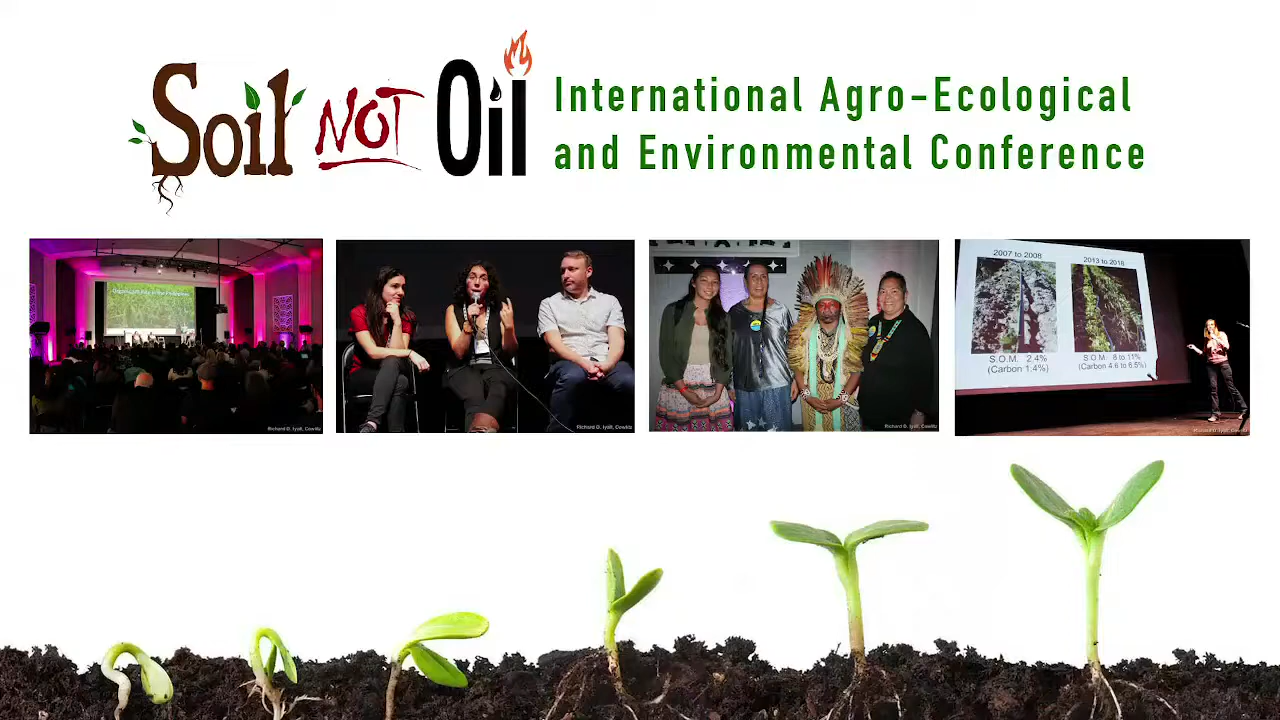 Soil NOT Oil
International Agro-Ecological
and Environmental Conference
2007 to 2008
2013 to 2016
S.O.M. 2,4%
(Carbon 1.4%)
S.O.M. 8 to 11%
(Carbon 4.6 to 6.5%)